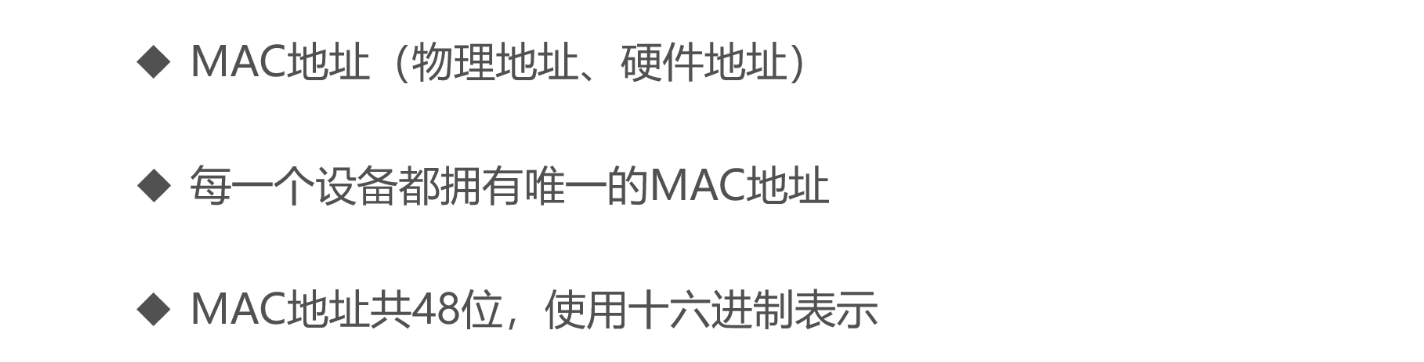 ◆ MAC地址（物理地址、硬件地址）
◆ 每一个设备都拥有唯一的MAC地址
◆ MAC地址共48位，使用十六进制表示